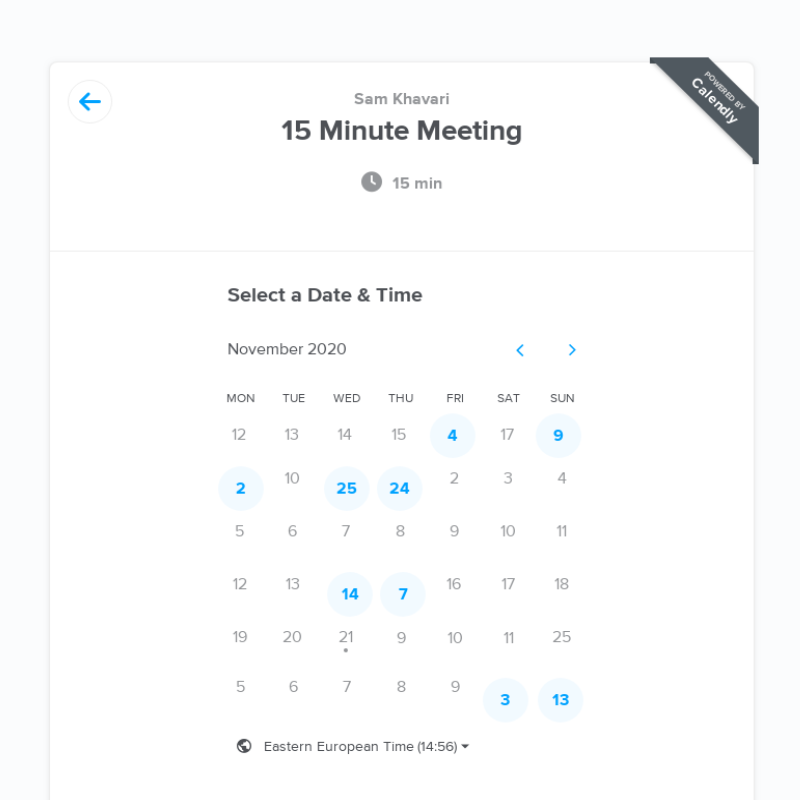 POWERED BY
Calendly
Sam Khavari
15 Minute Meeting
15 min
Select a Date & Time
November 2020
MON TUE WED THU FRI SAT SUN
12 13 14 15 4 17 9
2 10 25 24 2 3 4
5 6 7 8 9 10 11
12 13 14 7 16 17 18
19 20 21 9 10 11 25
5 6 7 8 9 3 13
Eastern European Time (14:56)